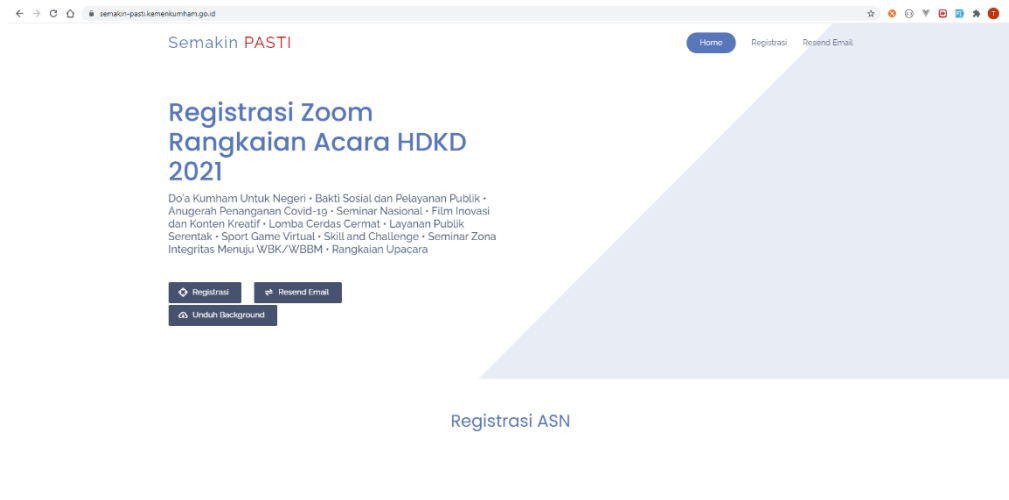 semakin-pasti.kemenkumham.go.id
Semakin PASTI
Home Registrasi Resend Email
Registrasi Zoom
Rangkaian Acara HDKD
2021
Do'a Kumham Untuk Negeri • Bakti Sosial dan Pelayanan Publik •
Anugerah Penanganan Covid-19 • Seminar Nasional • Film Inovasi
dan Konten Kreatif • Lomba Cerdas Cermat • Layanan Publik
Serentak • Sport Game Virtual • Skill and Challenge • Seminar Zona
Integritas Menuju WBK/WBBM • Rangkaian Upacara
Registrasi Resend Email
Unduh Background
Registrasi ASN